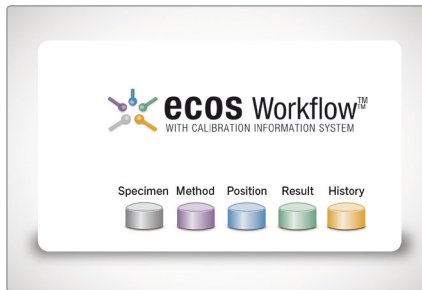 ecos Workflow™
WITH CALIBRATION INFORMATION SYSTEM
Specimen Method Position Result History